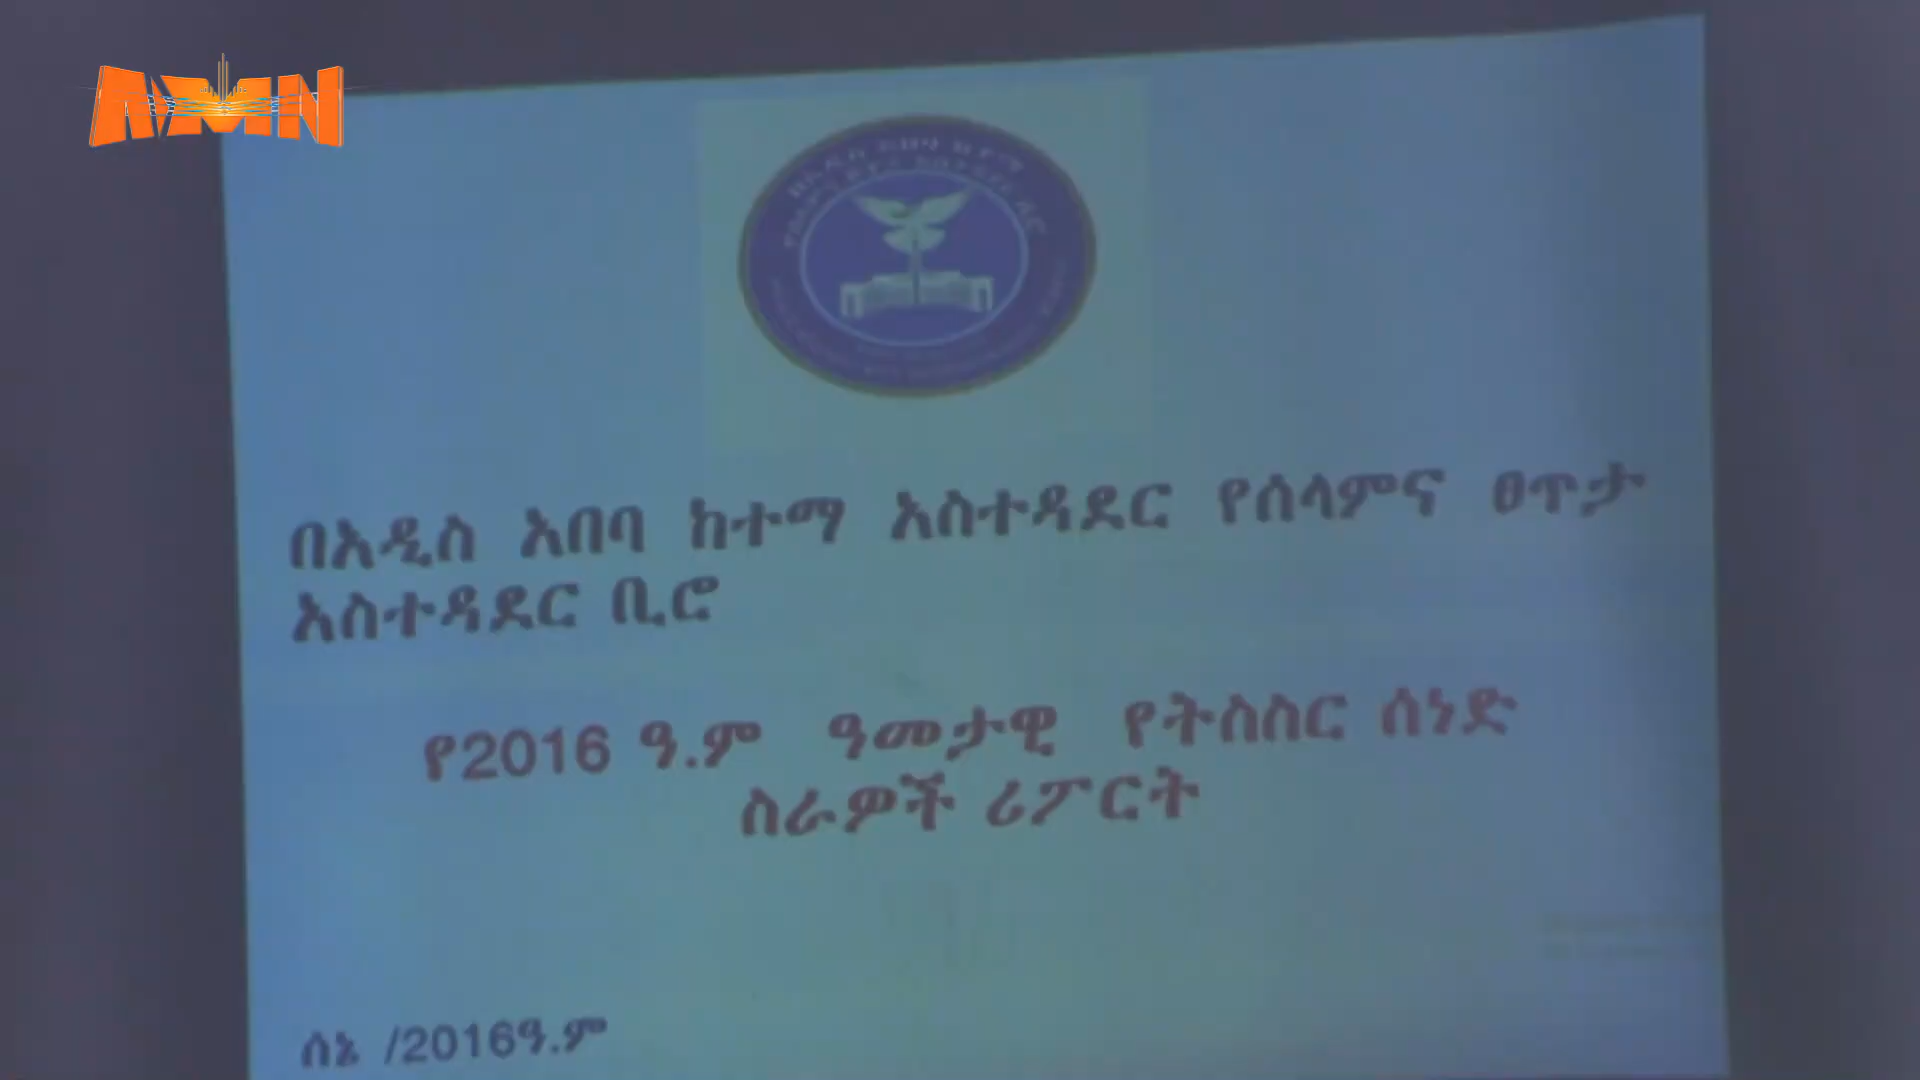 AMN
በአዲስ አበባ ከተማ አስተዳደር የሰላምና ፀጥታ
አስተዳደር ቢሮ
የ2016 ዓ.ም ዓመታዊ የትስስር ሰነድ
ስራዎች ሪፖርት
ሰኔ /2016ዓ.ም